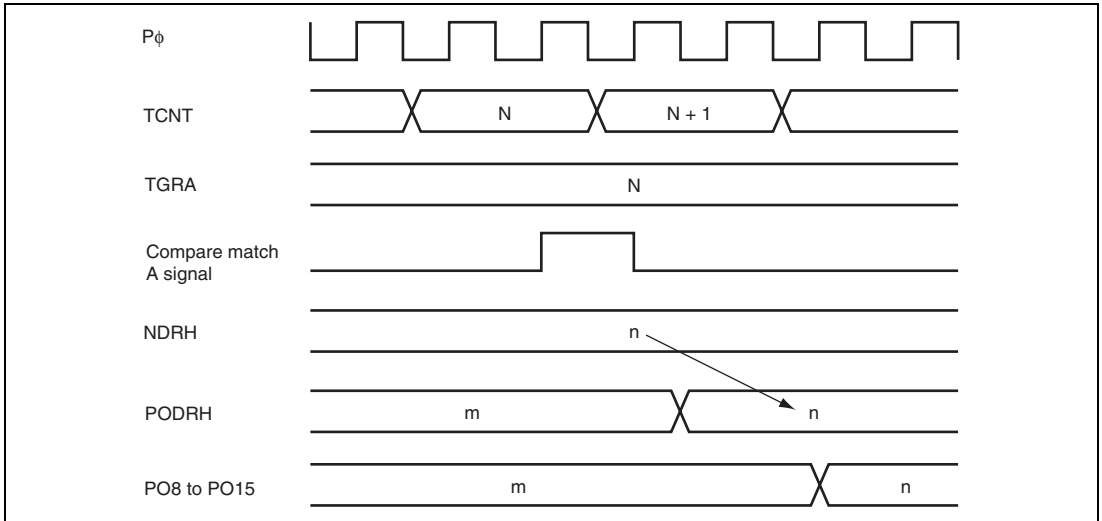 Pφ
TCNT
N
N + 1
TGRA
N
Compare match
A signal
NDRH
n
PODRH
m
n
PO8 to PO15
m
n